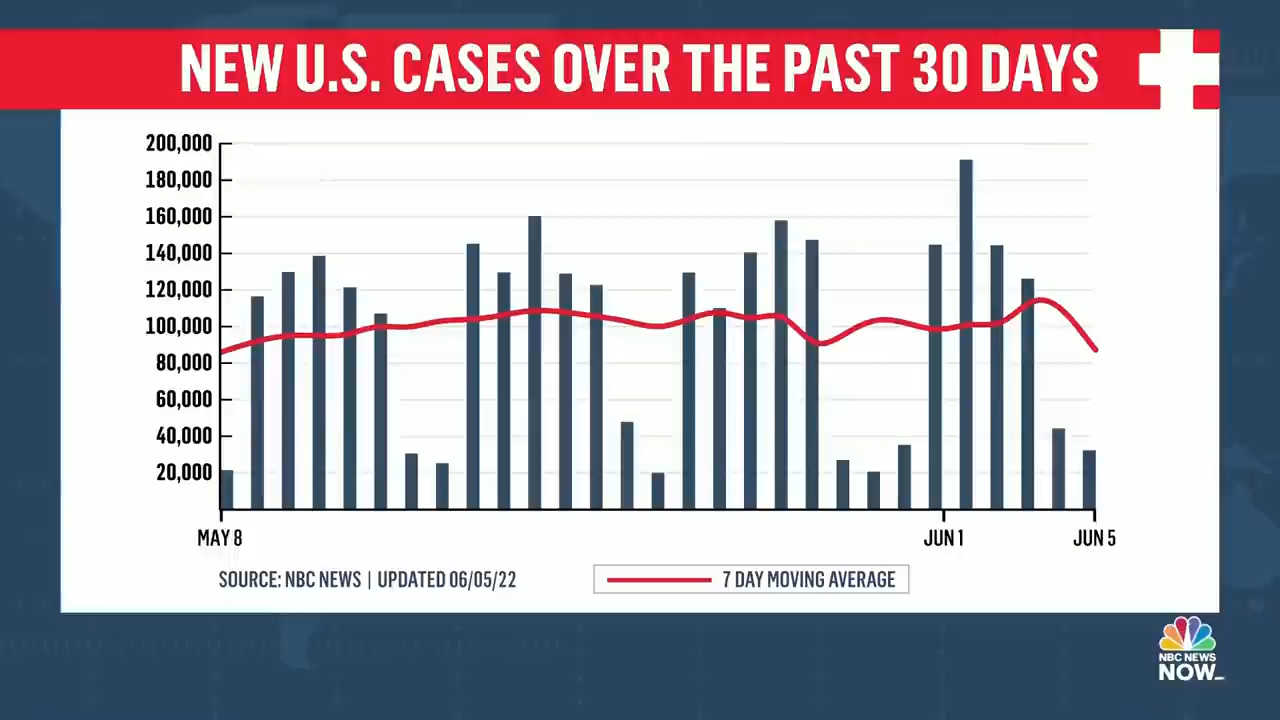 NEW U.S. CASES OVER THE PAST 30 DAYS
200,000
180,000
160,000
140,000
120,000
100,000
80,000
60,000
40,000
20,000
MAY 8 JUN 1 JUN 5
SOURCE: NBC NEWS | UPDATED 06/05/22 7 DAY MOVING AVERAGE
NBC NEWS
NOW